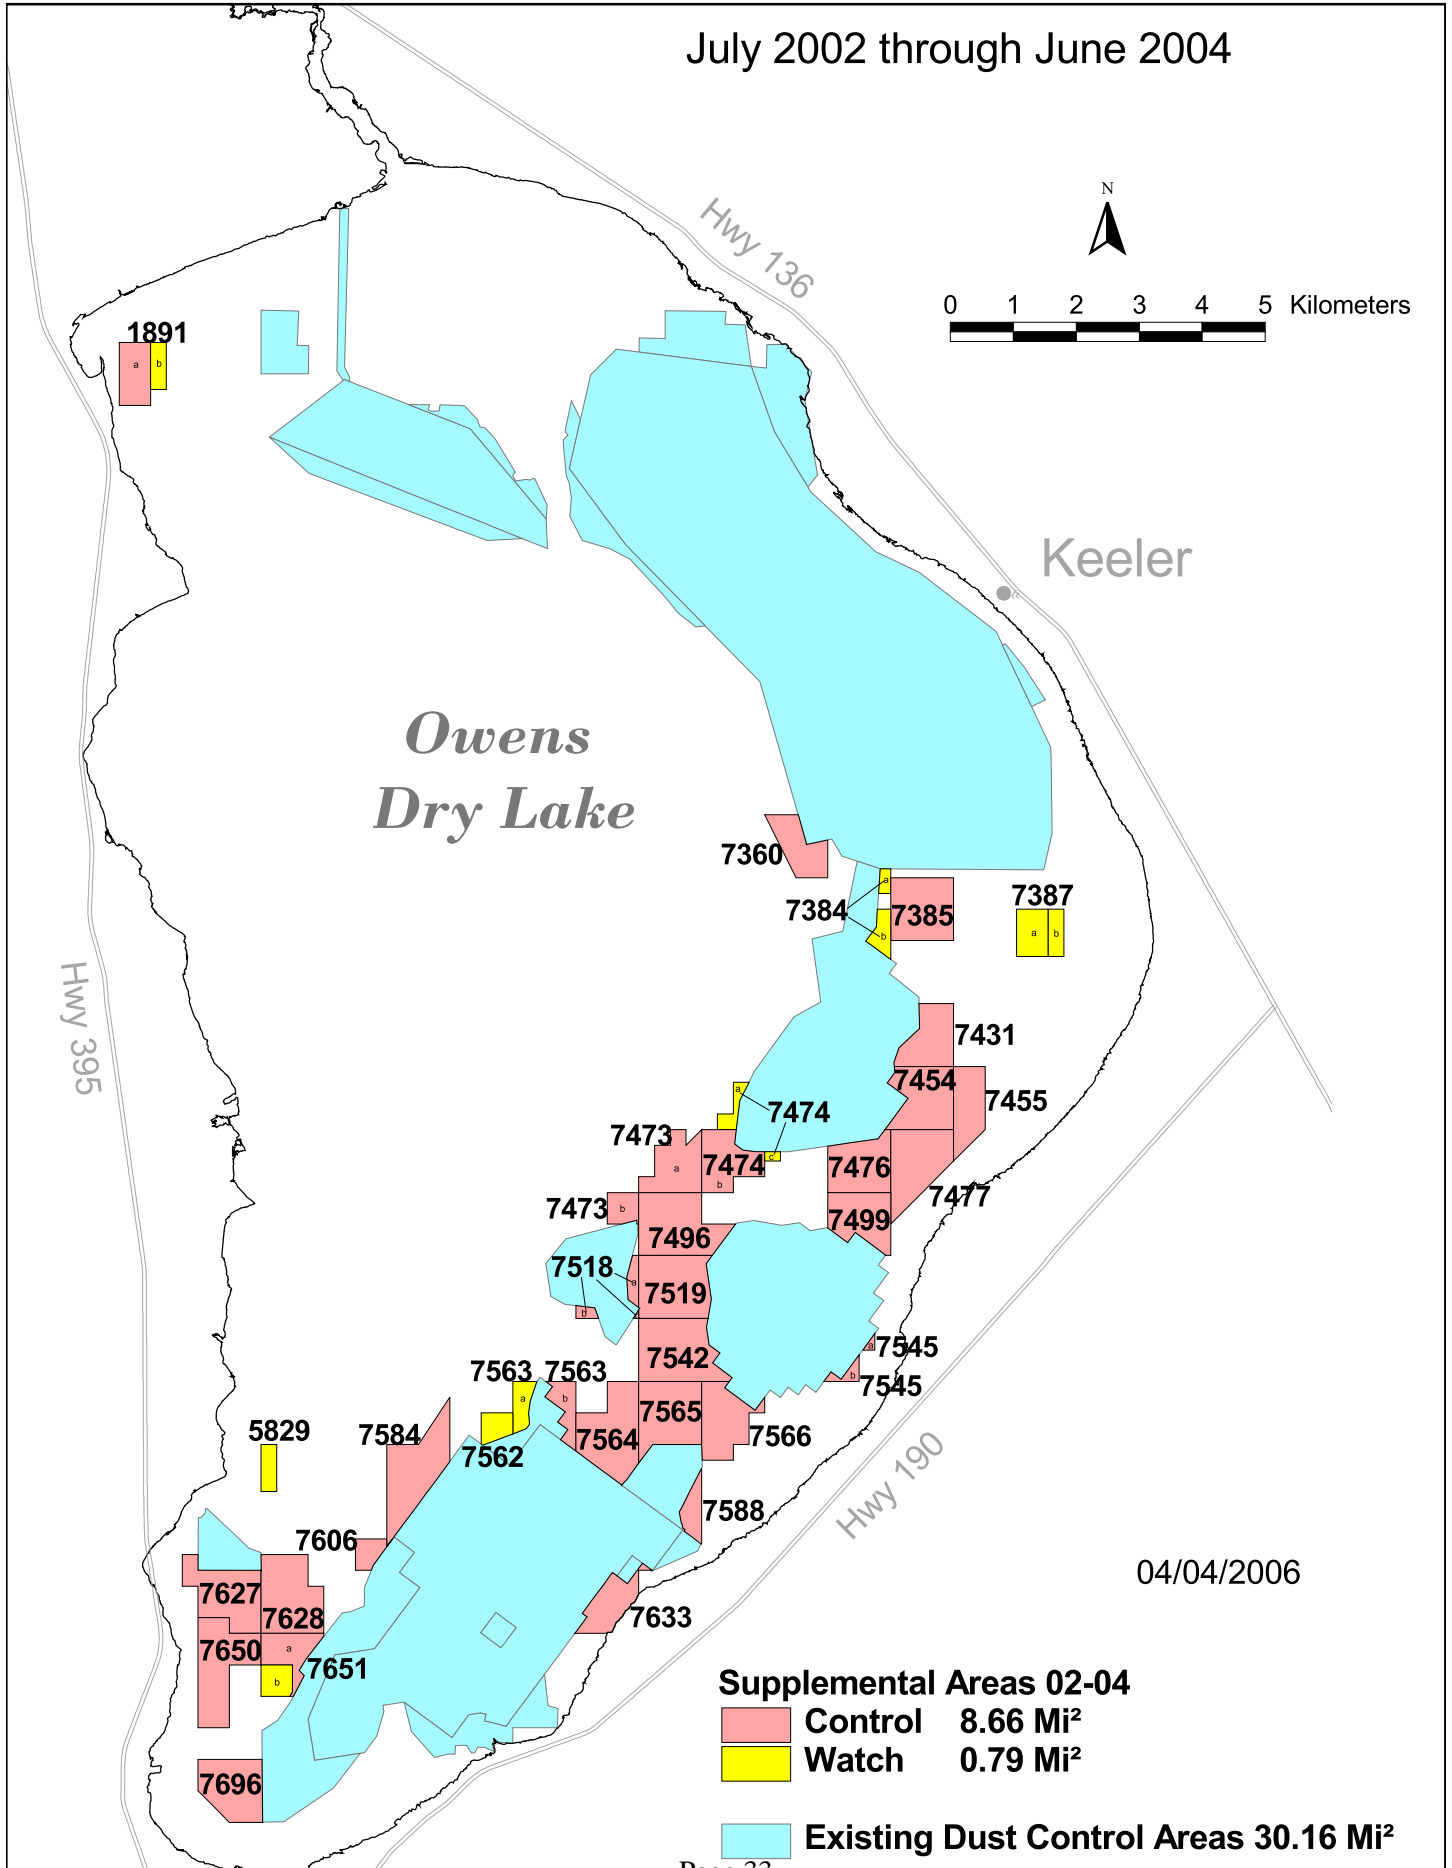 July 2002 through June 2004
N
0 1 2 3 4 5 Kilometers
Hwy 136
1891
a b
Keeler
Owens
Dry Lake
7360
7384
a
b
7385
7387
a b
Hwy 395
7431
7454
7455
a
7474
c
7473
a
7474
b
7476
7477
7473
b
7496
7499
7518
a
b
7519
7542
a
7545
b
7545
7563
a
7563
b
7562
7564
7565
7566
5829
7584
7588
Hwy 190
7606
7627
7628
7633
7650
a
7651
b
7696
04/04/2006
Supplemental Areas 02-04
Control 8.66 Mi²
Watch 0.79 Mi²
Existing Dust Control Areas 30.16 Mi²